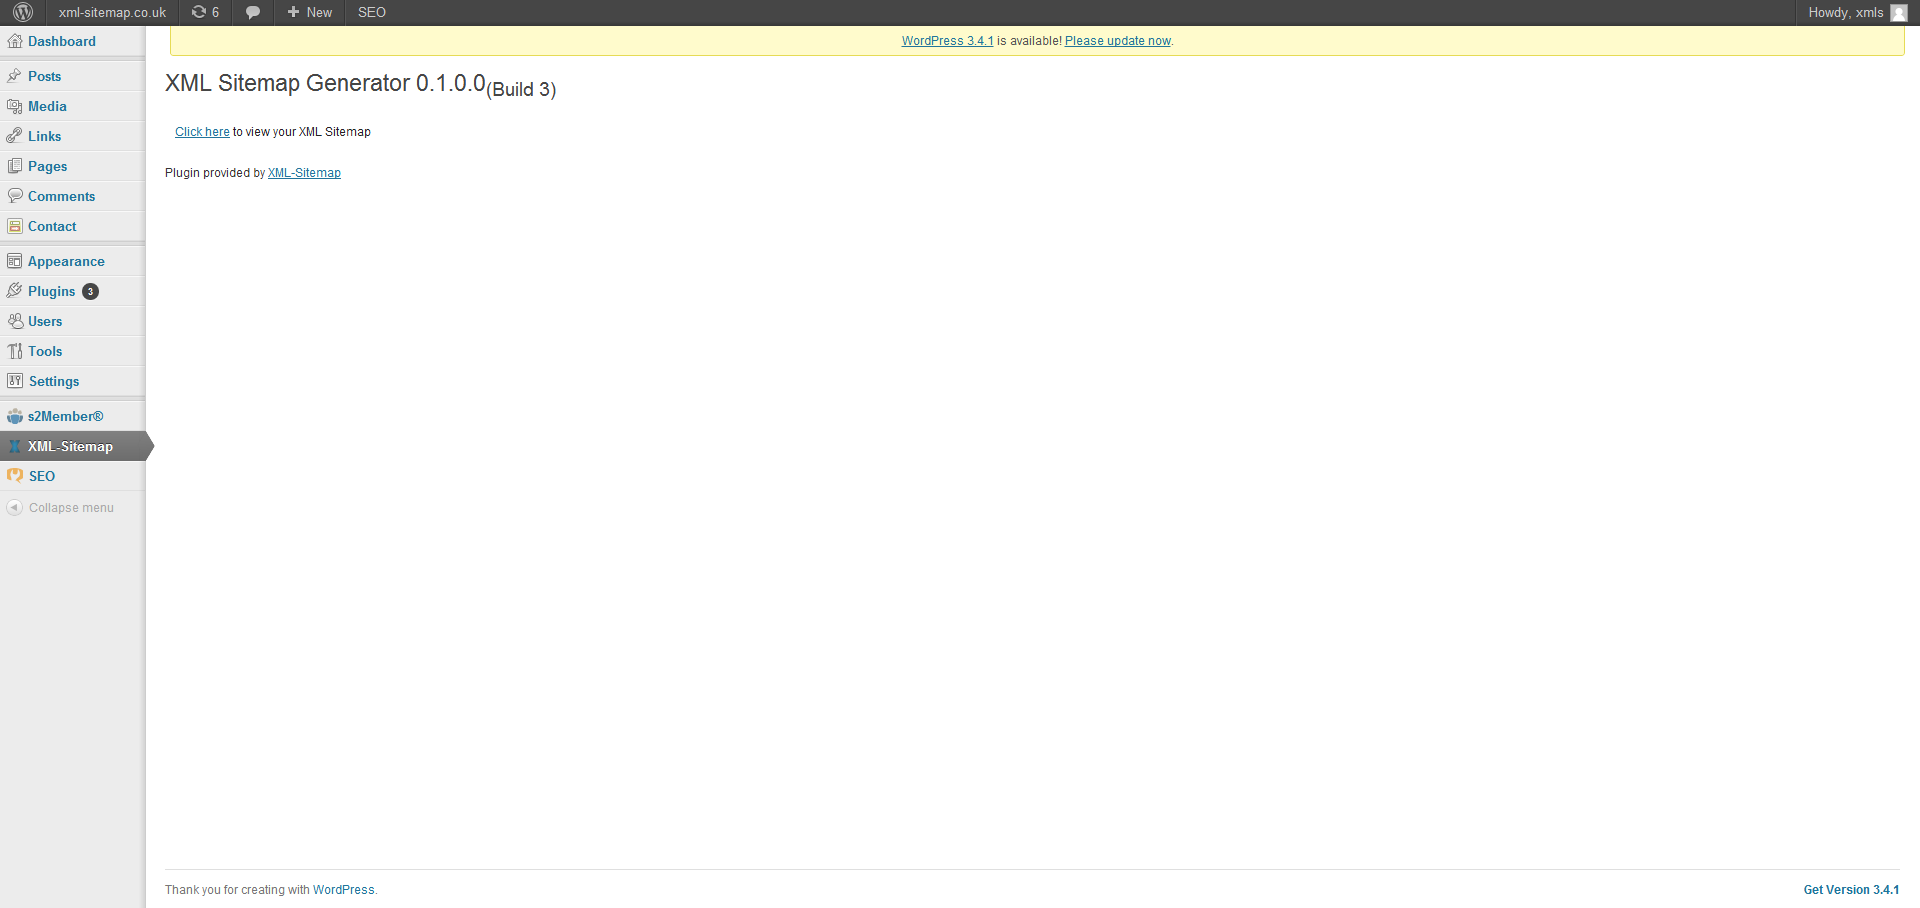 xml-sitemap.co.uk 6 New SEO Howdy, xmls
WordPress 3.4.1 is available! Please update now.
Dashboard
Posts
Media
Links
Pages
Comments
Contact
Appearance
Plugins 3
Users
Tools
Settings
s2Member®
XML-Sitemap
SEO
Collapse menu
XML Sitemap Generator 0.1.0.0(Build 3)
Click here to view your XML Sitemap
Plugin provided by XML-Sitemap
Thank you for creating with WordPress.
Get Version 3.4.1